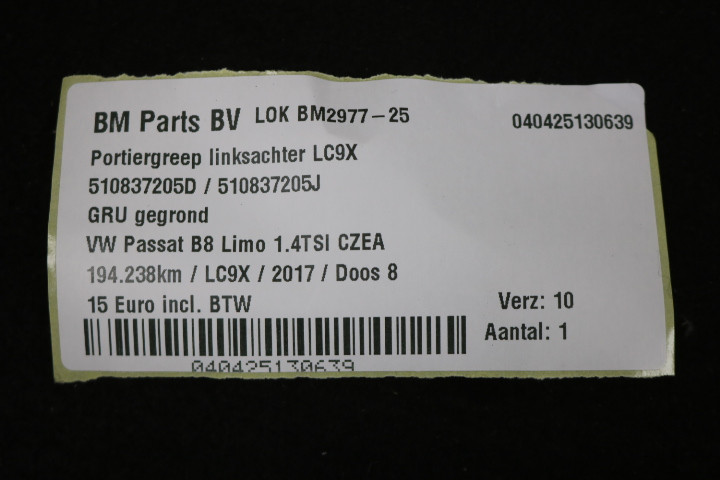 BM Parts BV LOK BM2977-25 040425130639
Portiergreep linksachter LC9X
510837205D / 510837205J
GRU gegrond
VW Passat B8 Limo 1.4TSI CZEA
194.238km / LC9X / 2017 / Doos 8
15 Euro incl. BTW Verz: 10
Aantal: 1
040425130639